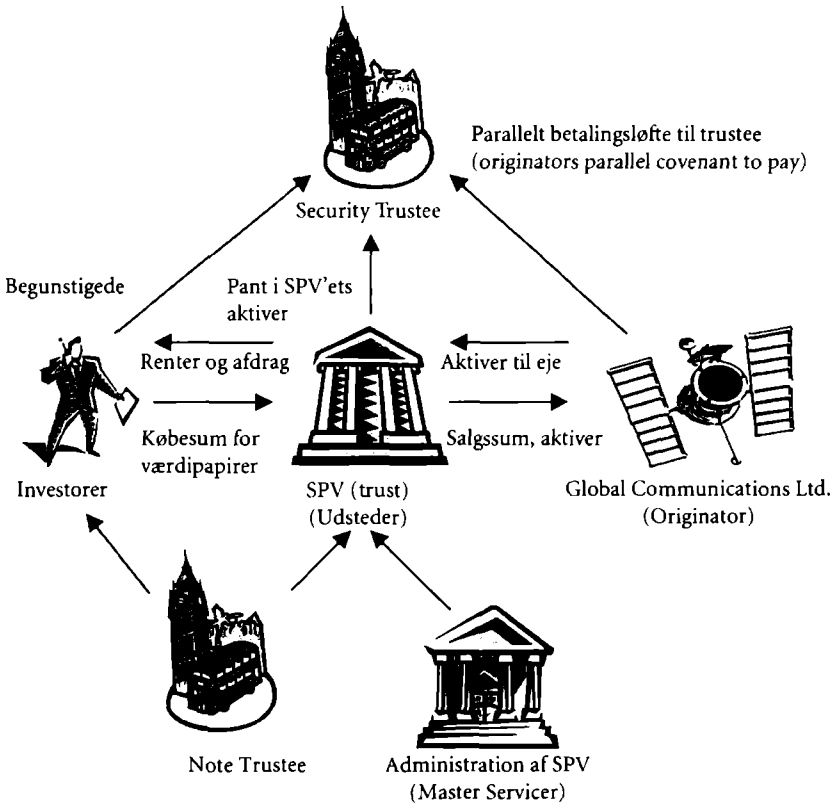 Parallelt betalingsløfte til trustee
(originators parallel covenant to pay)
Security Trustee
Begunstigede
Pant i SPV'ets
aktiver
Renter og afdrag
Aktiver til eje
Købesum for
værdipapirer
Salgssum, aktiver
Investorer
SPV (trust)
(Udsteder)
Global Communications Ltd.
(Originator)
Note Trustee
Administration af SPV
(Master Servicer)